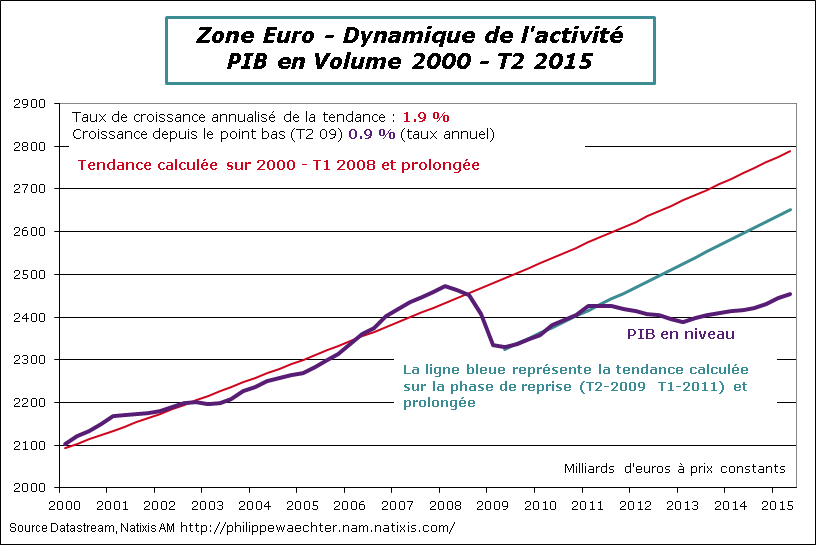 Zone Euro - Dynamique de l'activité
PIB en Volume 2000 - T2 2015
2900
2800
2700
2600
2500
2400
2300
2200
2100
2000
Taux de croissance annualisé de la tendance : 1.9 %
Croissance depuis le point bas (T2 09) 0.9 % (taux annuel)
Tendance calculée sur 2000 - T1 2008 et prolongée
PIB en niveau
La ligne bleue représente la tendance calculée
sur la phase de reprise (T2-2009 T1-2011) et
prolongée
Milliards d'euros à prix constants
2000 2001 2002 2003 2004 2005 2006 2007 2008 2009 2010 2011 2012 2013 2014 2015
Source Datastream, Natixis AM http://philippewaechter.nam.natixis.com/